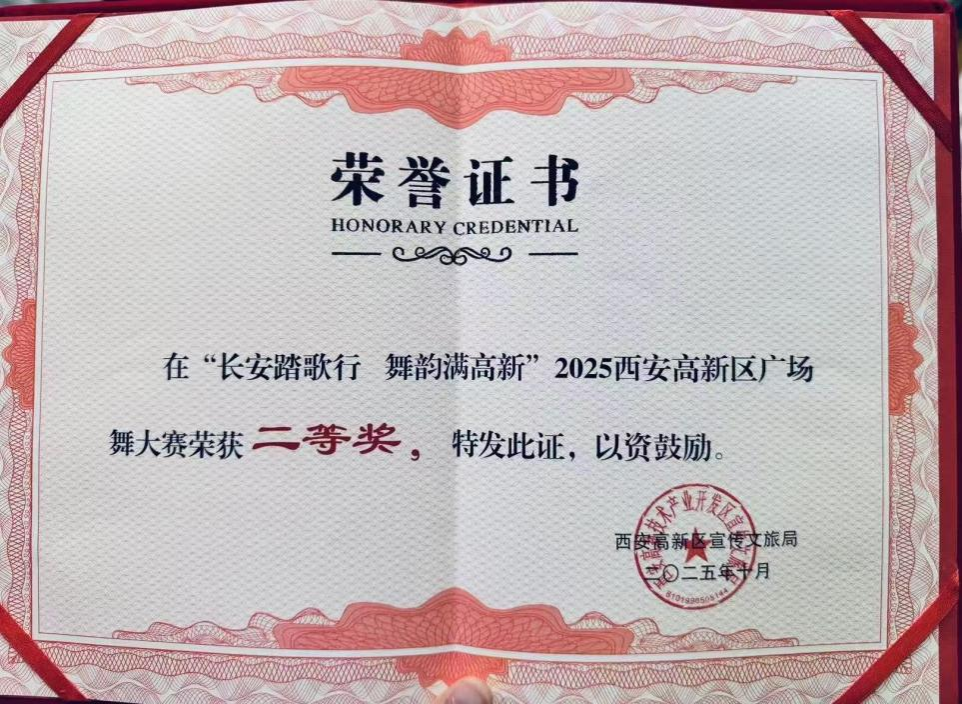 荣誉证书
HONORARY CREDENTIAL
在“长安踏歌行 舞韵满高新”2025西安高新区广场
舞大赛荣获二等奖，特发此证，以资鼓励。
西安高新区宣传文旅局
二〇二五年十月